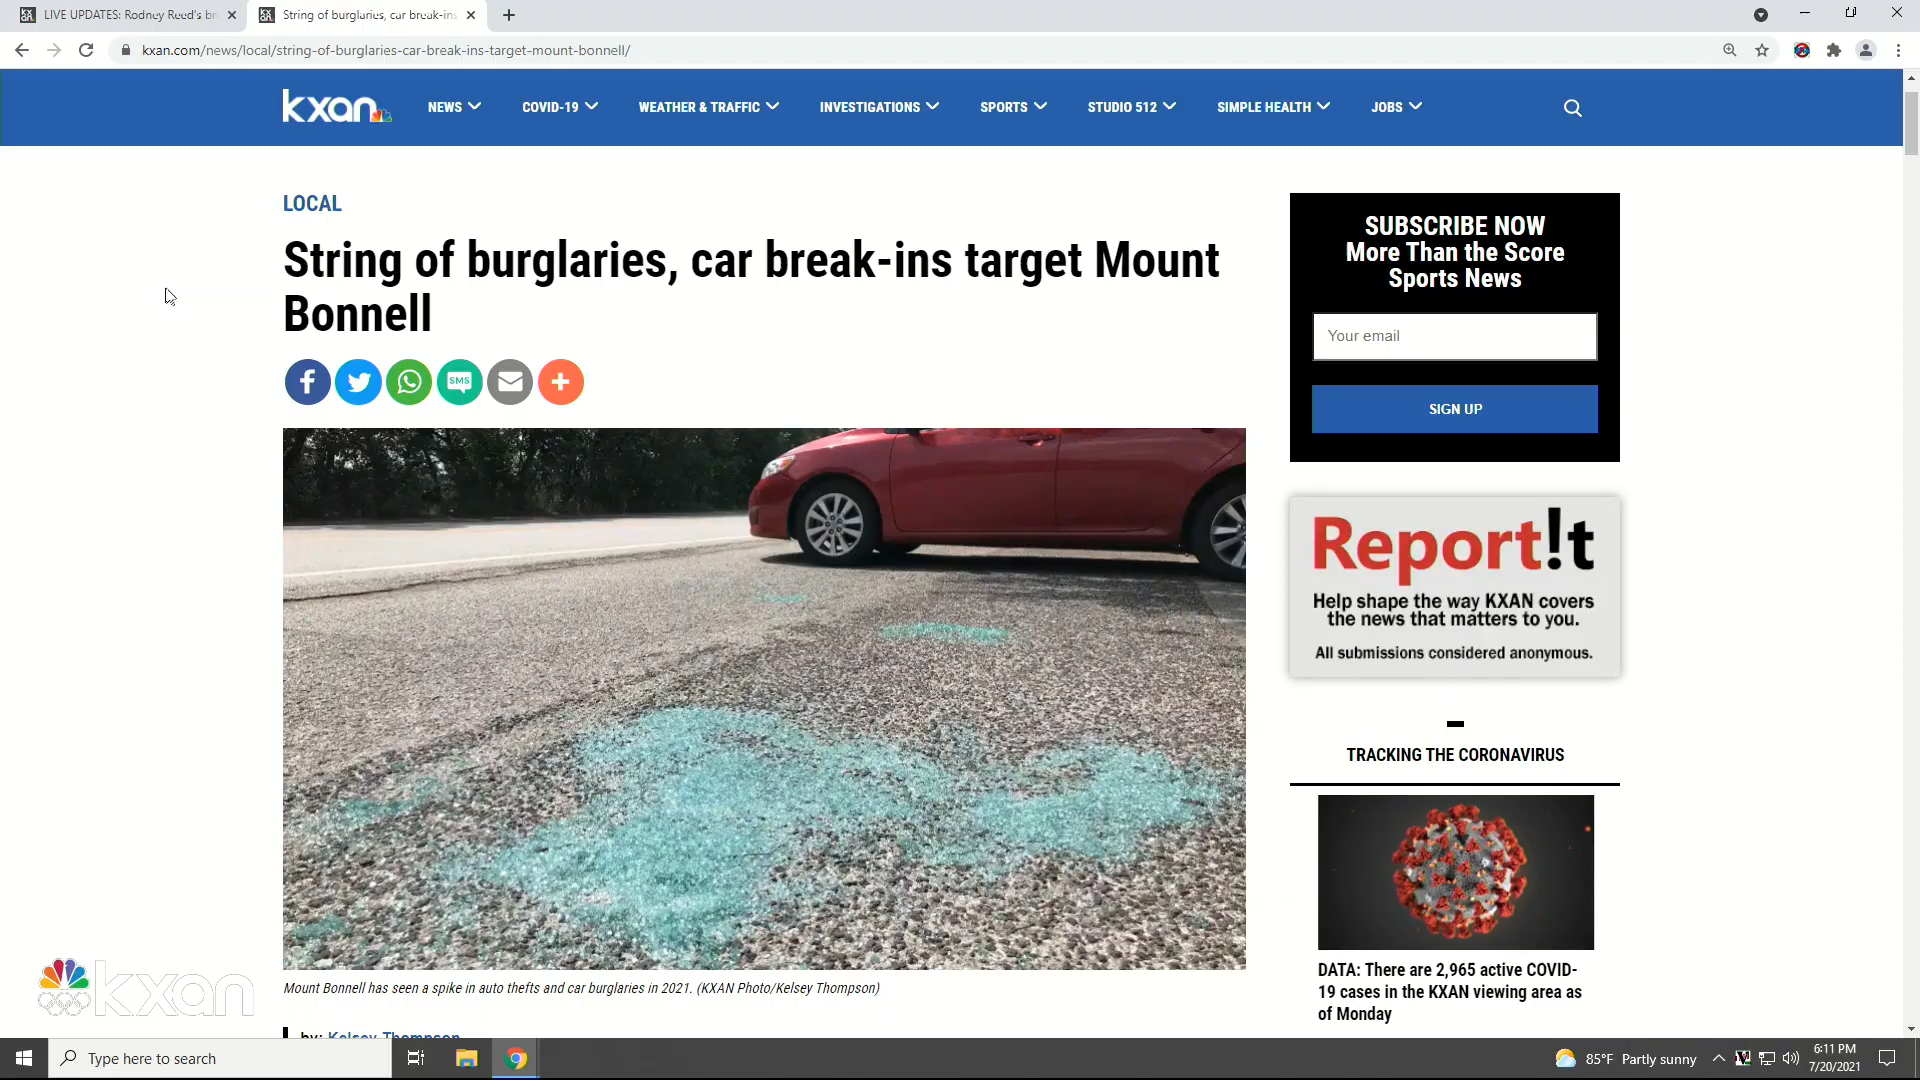 LIVE UPDATES: Rodney Reed's br
String of burglaries, car break-ins
kxan.com/news/local/string-of-burglaries-car-break-ins-target-mount-bonnell/
kxan
NEWS
COVID-19
WEATHER & TRAFFIC
INVESTIGATIONS
SPORTS
STUDIO 512
SIMPLE HEALTH
JOBS
LOCAL
String of burglaries, car break-ins target Mount
Bonnell
SMS
Mount Bonnell has seen a spike in auto thefts and car burglaries in 2021. (KXAN Photo/Kelsey Thompson)
by: Kelsey Thompson
SUBSCRIBE NOW
More Than the Score
Sports News
Your email
SIGN UP
Report!t
Help shape the way KXAN covers
the news that matters to you.
All submissions considered anonymous.
TRACKING THE CORONAVIRUS
DATA: There are 2,965 active COVID-
19 cases in the KXAN viewing area as
of Monday
kxan
Type here to search
85°F Partly sunny
6:11 PM
7/20/2021